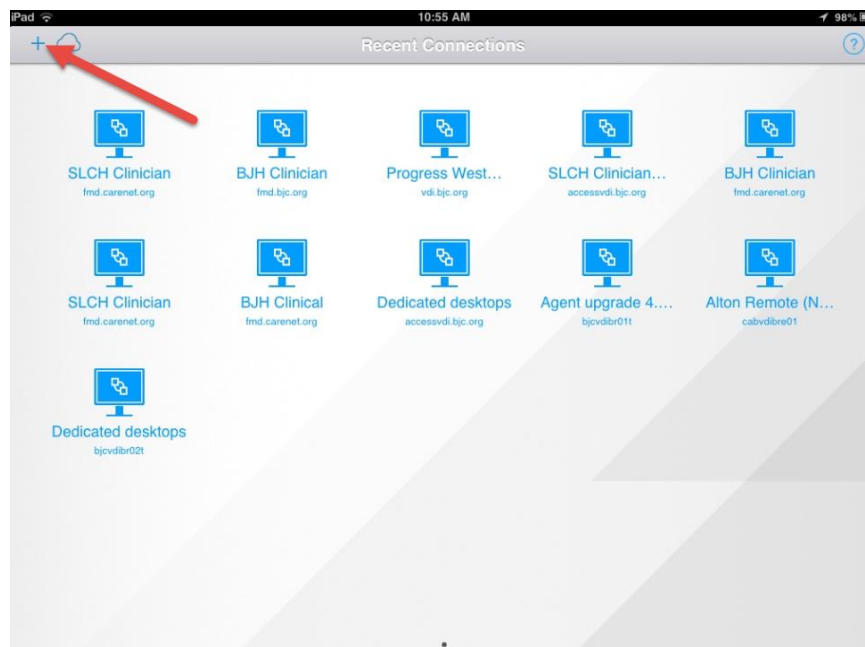 iPad 10:55 AM 98%
+ Recent Connections ?
SLCH Clinician BJH Clinician Progress West... SLCH Clinician... BJH Clinician
fmd.carenet.org fmd.bjc.org vdi.bjc.org accessvdi.bjc.org fmd.carenet.org
SLCH Clinician BJH Clinical Dedicated desktops Agent upgrade 4.... Alton Remote (N...
fmd.carenet.org fmd.carenet.org accessvdi.bjc.org bjcvdibr01t cabvdibre01
Dedicated desktops
bjcvdibr02t